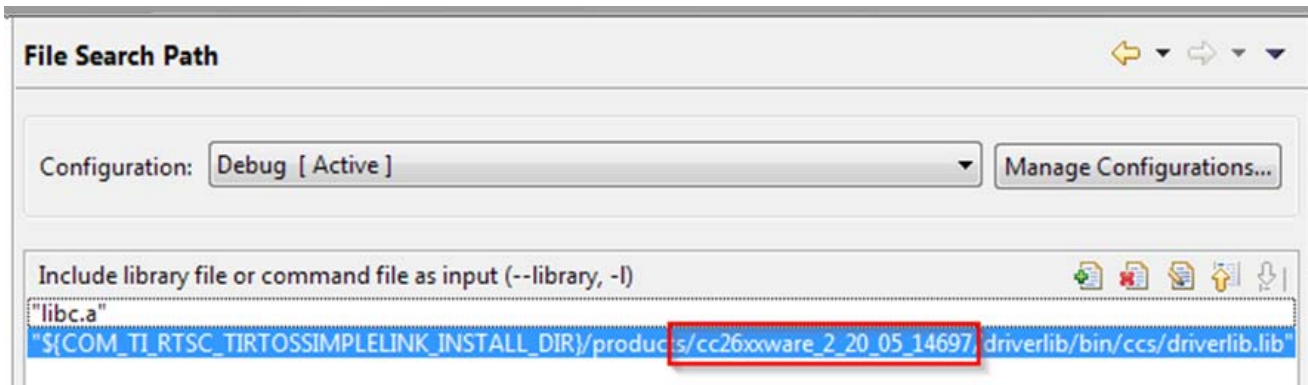 File Search Path
Configuration: Debug [ Active ] Manage Configurations...
Include library file or command file as input (--library, -l)
"libc.a"
"${COM_TI_RTSC_TIRTOSSIMPLELINK_INSTALL_DIR}/products/cc26xxware_2_20_05_14697/driverlib/bin/ccs/driverlib.lib"